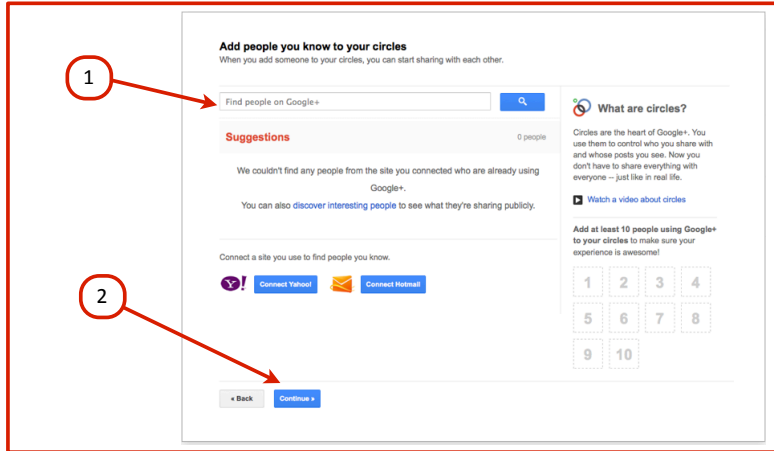 Add people you know to your circles
When you add someone to your circles, you can start sharing with each other.
1
Find people on Google+
Suggestions
0 people
We couldn't find any people from the site you connected who are already using
Google+.
You can also discover interesting people to see what they're sharing publicly.
Connect a site you use to find people you know.
Y!
Connect Yahoo!
Connect Hotmail
2
« Back
Continue »
What are circles?
Circles are the heart of Google+. You
use them to control who you share with
and whose posts you see. Now you
don't have to share everything with
everyone -- just like in real life.
Watch a video about circles
Add at least 10 people using Google+
to your circles to make sure your
experience is awesome!
1 2 3 4
5 6 7 8
9 10